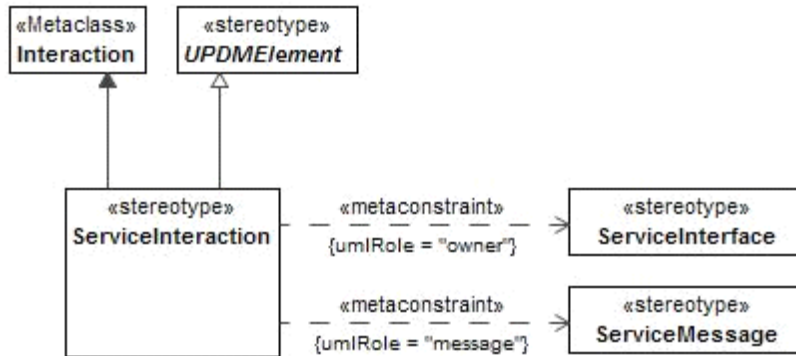 «Metaclass»
Interaction
«stereotype»
UPDMElement
«stereotype»
ServiceInteraction
«metaconstraint»
{umlRole = "owner"}
«stereotype»
ServiceInterface
«metaconstraint»
{umlRole = "message"}
«stereotype»
ServiceMessage